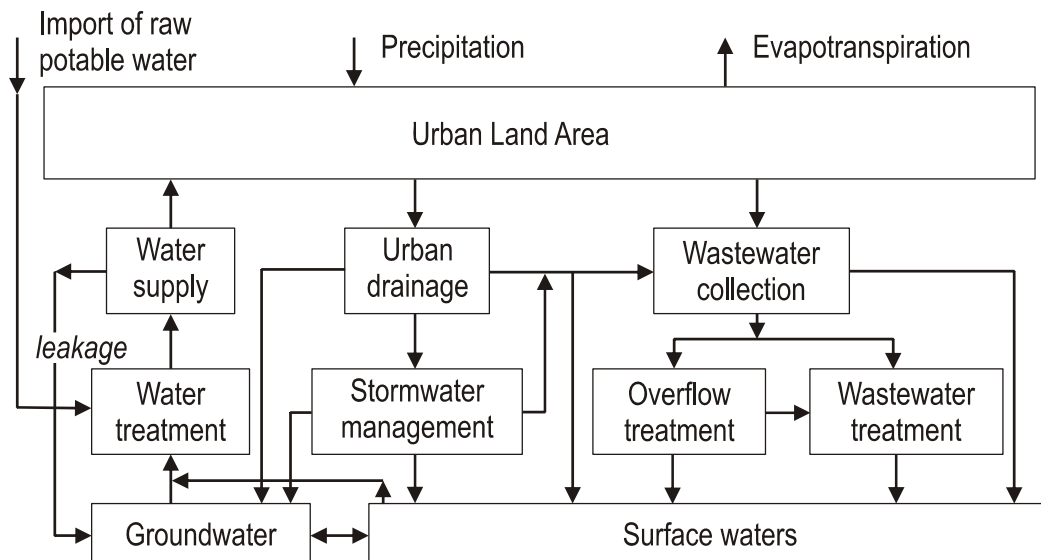 Import of raw
potable water
Precipitation
Evapotranspiration
Urban Land Area
Water
supply
Urban
drainage
Wastewater
collection
leakage
Water
treatment
Stormwater
management
Overflow
treatment
Wastewater
treatment
Groundwater
Surface waters